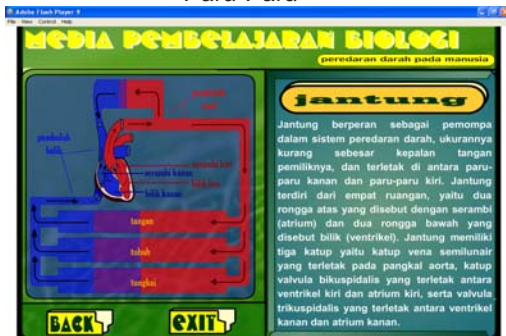 Adobe Flash Player 9
File View Control Help
MEDIA PEMBELAJARAN BIOLOGI
peredaran darah pada manusia
jantung
pembuluh
balik
serambi kiri
serambi kanan
bilik kiri
bilik kanan
tangan
tubuh
tungkai
Jantung berperan sebagai pemompa
dalam sistem peredaran darah, ukurannya
kurang sebesar kepalan tangan
pemiliknya, dan terletak di antara paru-
paru kanan dan paru-paru kiri. Jantung
terdiri dari empat ruangan, yaitu dua
rongga atas yang disebut dengan serambi
(atrium) dan dua rongga bawah yang
disebut bilik (ventrikel). Jantung memiliki
tiga katup yaitu katup vena semilunair
yang terletak pada pangkal aorta, katup
valvula bikuspidalis yang terletak antara
ventrikel kiri dan atrium kiri, serta valvula
trikuspidalis yang terletak antara ventrikel
kanan dan atrium kanan.
BACK
EXIT